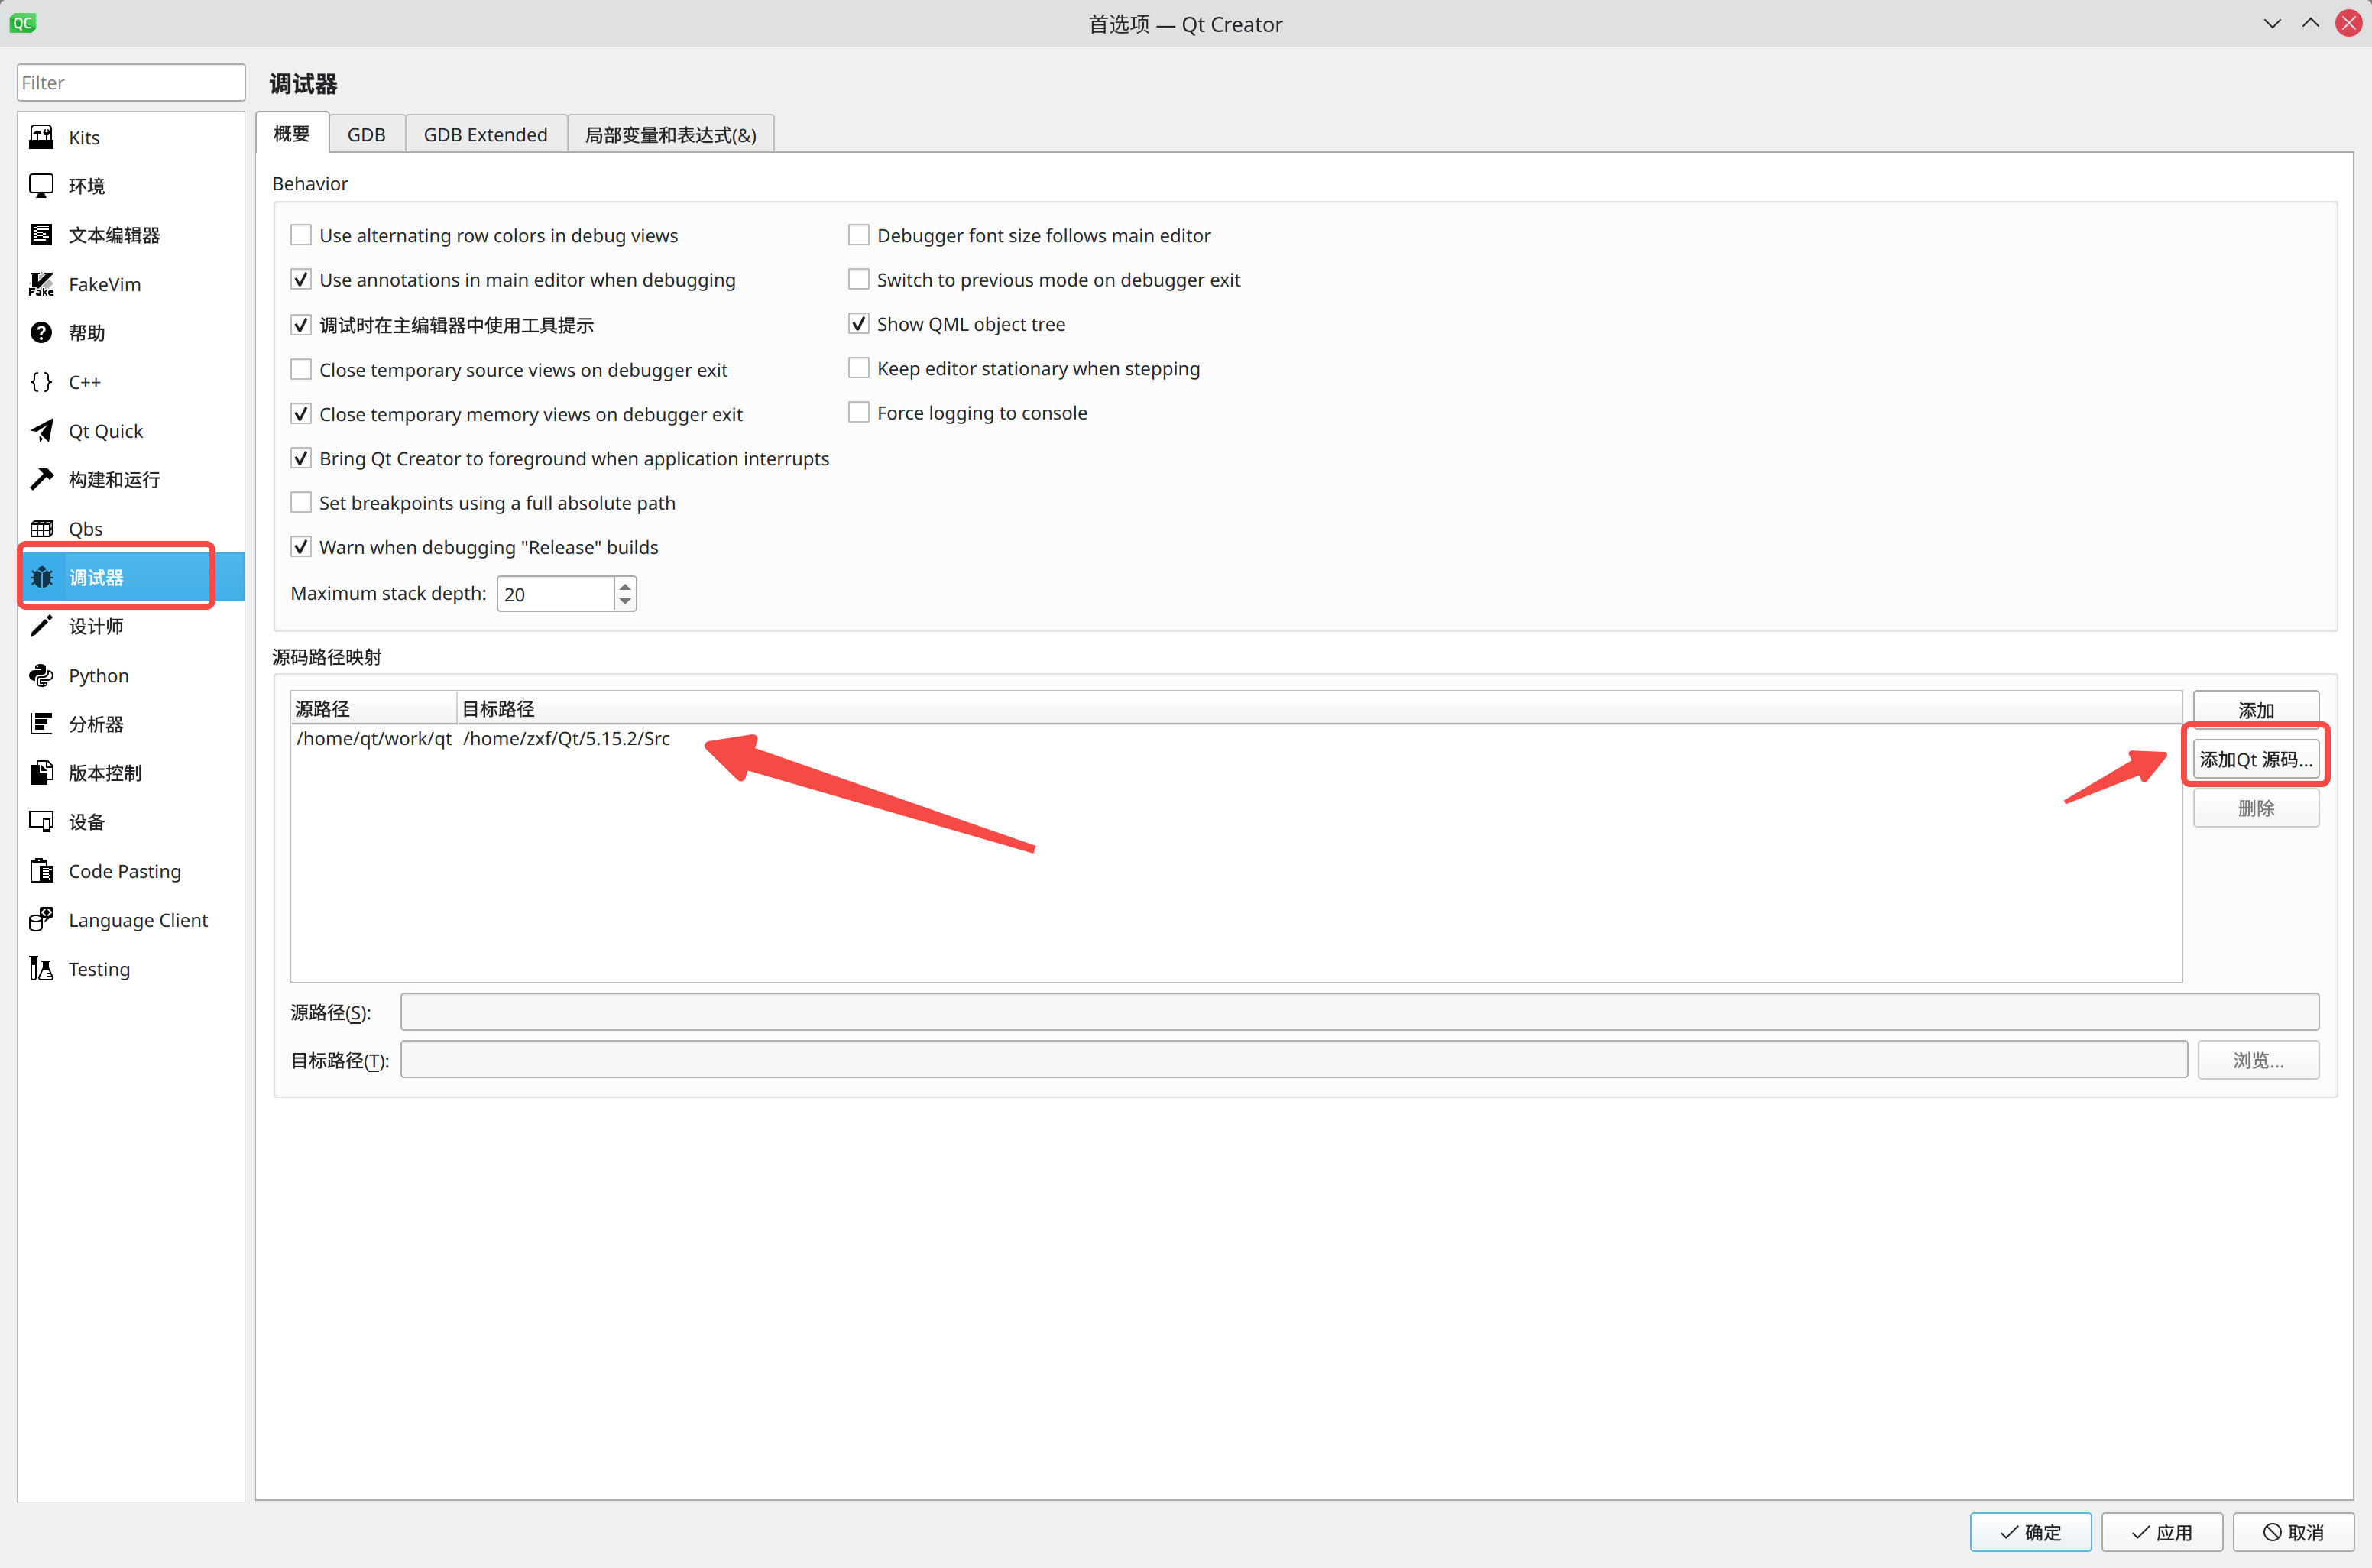 QC
首选项 — Qt Creator
Filter
Kits
环境
文本编辑器
Fake
FakeVim
帮助
C++
Qt Quick
构建和运行
Qbs
调试器
设计师
Python
分析器
版本控制
设备
Code Pasting
Language Client
Testing
调试器
概要
GDB
GDB Extended
局部变量和表达式(&)
Behavior
Use alternating row colors in debug views
Use annotations in main editor when debugging
调试时在主编辑器中使用工具提示
Close temporary source views on debugger exit
Close temporary memory views on debugger exit
Bring Qt Creator to foreground when application interrupts
Set breakpoints using a full absolute path
Warn when debugging "Release" builds
Maximum stack depth: 20
Debugger font size follows main editor
Switch to previous mode on debugger exit
Show QML object tree
Keep editor stationary when stepping
Force logging to console
源码路径映射
源路径 目标路径
/home/qt/work/qt /home/zxf/Qt/5.15.2/Src
添加
添加Qt 源码...
删除
源路径(S):
目标路径(T):
浏览...
确定
应用
取消